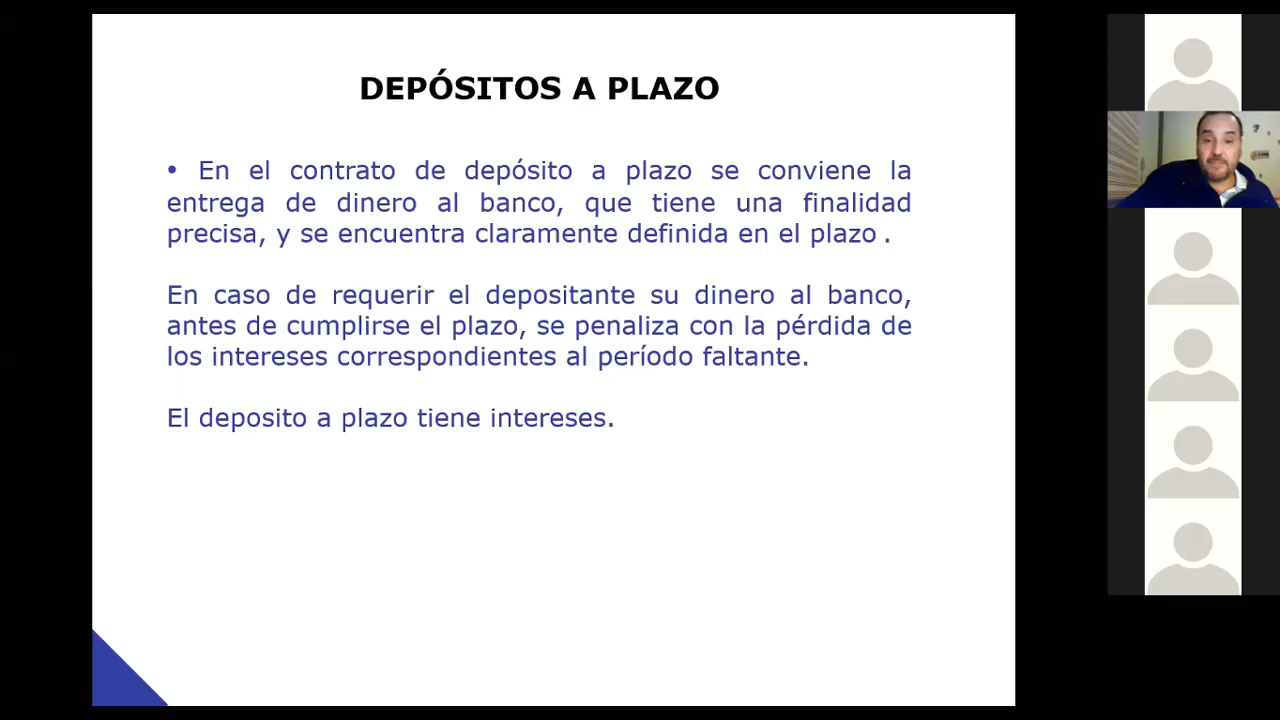 DEPÓSITOS A PLAZO
• En el contrato de depósito a plazo se conviene la
entrega de dinero al banco, que tiene una finalidad
precisa, y se encuentra claramente definida en el plazo .
En caso de requerir el depositante su dinero al banco,
antes de cumplirse el plazo, se penaliza con la pérdida de
los intereses correspondientes al período faltante.
El deposito a plazo tiene intereses.